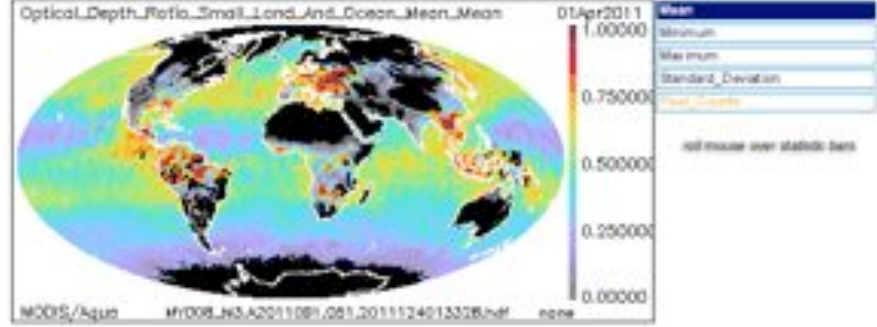 Optical_Depth_Ratio_Small_Land_And_Ocean_Mean_Mean 01Apr2011
1.00000
0.750000
0.500000
0.250000
0.00000
MODIS/Aqua none
Mean
Minimum
Maximum
Standard_Deviation
roll mouse over statistic bars